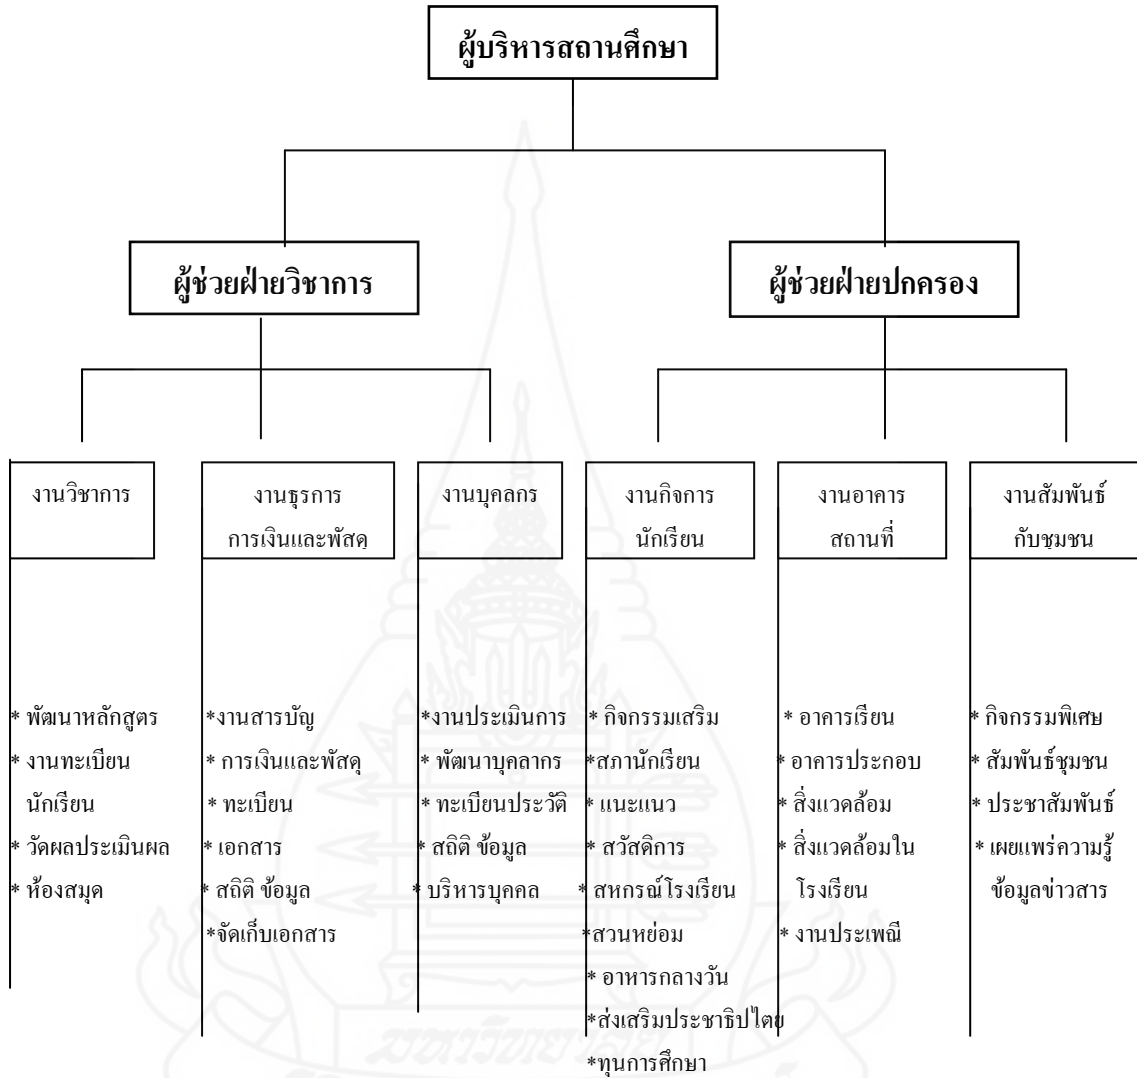 ผู้บริหารสถานศึกษา
ผู้ช่วยฝ่ายวิชาการ
ผู้ช่วยฝ่ายปกครอง
งานวิชาการ
งานธุรการ
การเงินและพัสดุ
งานบุคลกร
งานกิจการ
นักเรียน
งานอาคาร
สถานที่
งานสัมพันธ์
กับชุมชน
* พัฒนาหลักสูตร
* งานทะเบียน
นักเรียน
* วัดผลประเมินผล
* ห้องสมุด
*งานสารบัญ
* การเงินและพัสดุ
* ทะเบียน
* เอกสาร
* สถิติ ข้อมูล
*จัดเก็บเอกสาร
*งานประเมินการ
* พัฒนาบุคลากร
* ทะเบียนประวัติ
* สถิติ ข้อมูล
* บริหารบุคคล
* กิจกรรมเสริม
*สภานักเรียน
* แนะแนว
* สวัสดิการ
* สหกรณ์โรงเรียน
*สวนหย่อม
* อาหารกลางวัน
*ส่งเสริมประชาธิปไตย
*ทุนการศึกษา
* อาคารเรียน
* อาคารประกอบ
* สิ่งแวดล้อม
* สิ่งแวดล้อมใน
โรงเรียน
* งานประเพณี
* กิจกรรมพิเศษ
* สัมพันธ์ชุมชน
* ประชาสัมพันธ์
* เผยแพร่ความรู้
ข้อมูลข่าวสาร